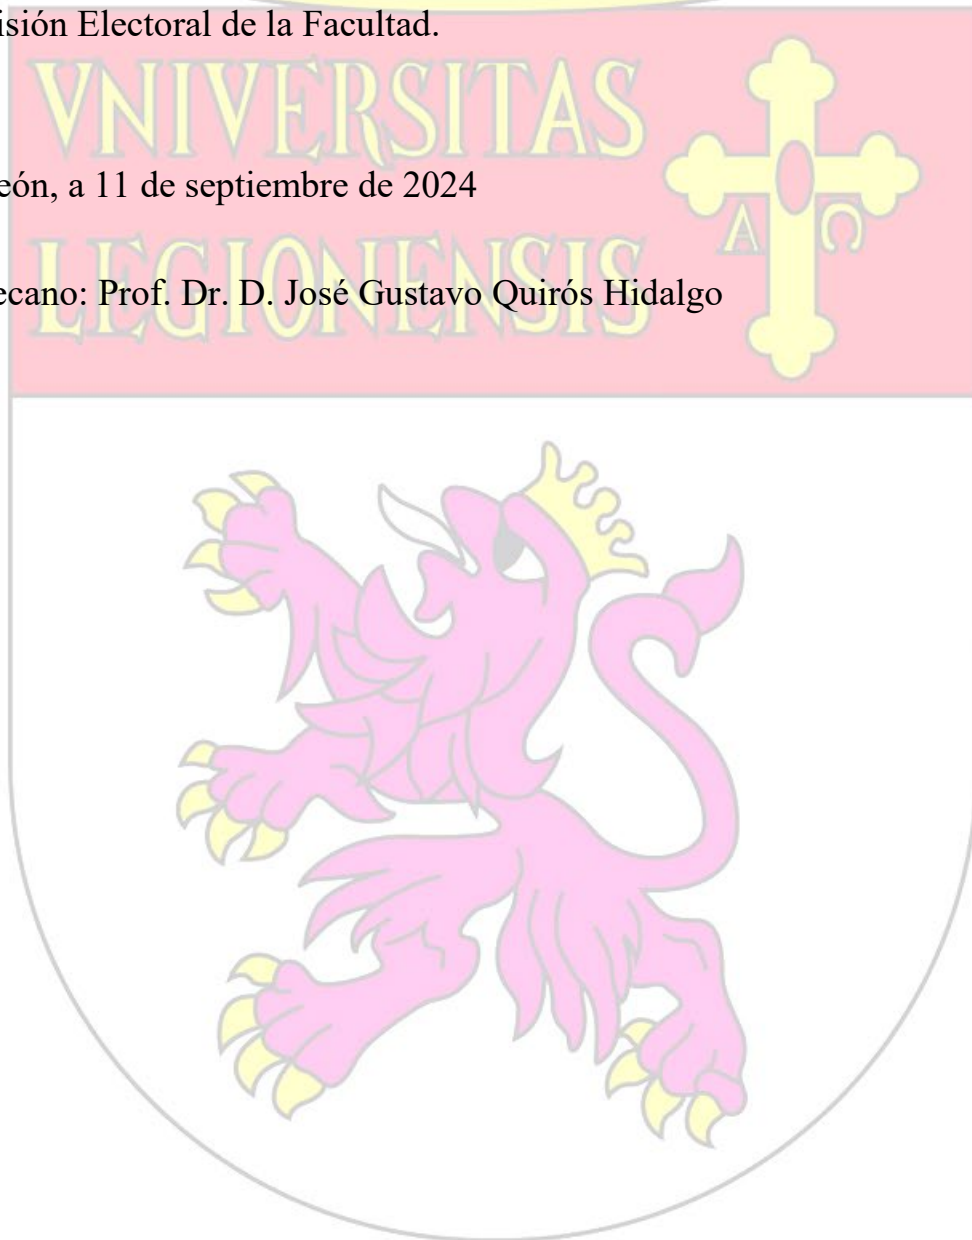 isión Electoral de la Facultad.
VNIVERSITAS
eón, a 11 de septiembre de 2024
LEGIONENSIS
ecano: Prof. Dr. D. José Gustavo Quirós Hidalgo
A C